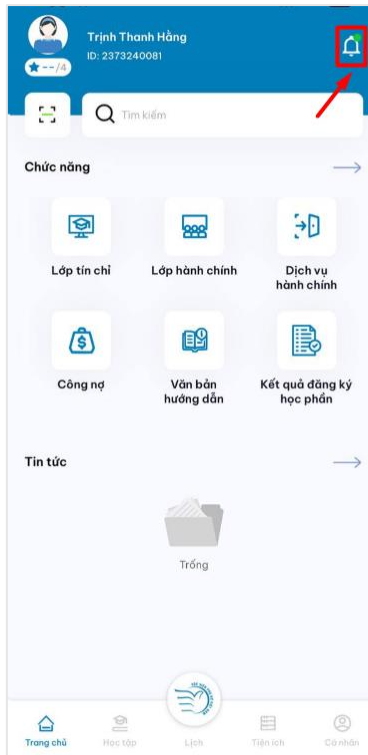 Trịnh Thanh Hằng
ID: 2373240081
--/4
Tìm kiếm
Chức năng
Lớp tín chỉ
Lớp hành chính
Dịch vụ
hành chính
Công nợ
Văn bản
hướng dẫn
Kết quả đăng ký
học phần
Tin tức
Trống
Trang chủ
Học tập
Lịch
Tiện ích
Cá nhân